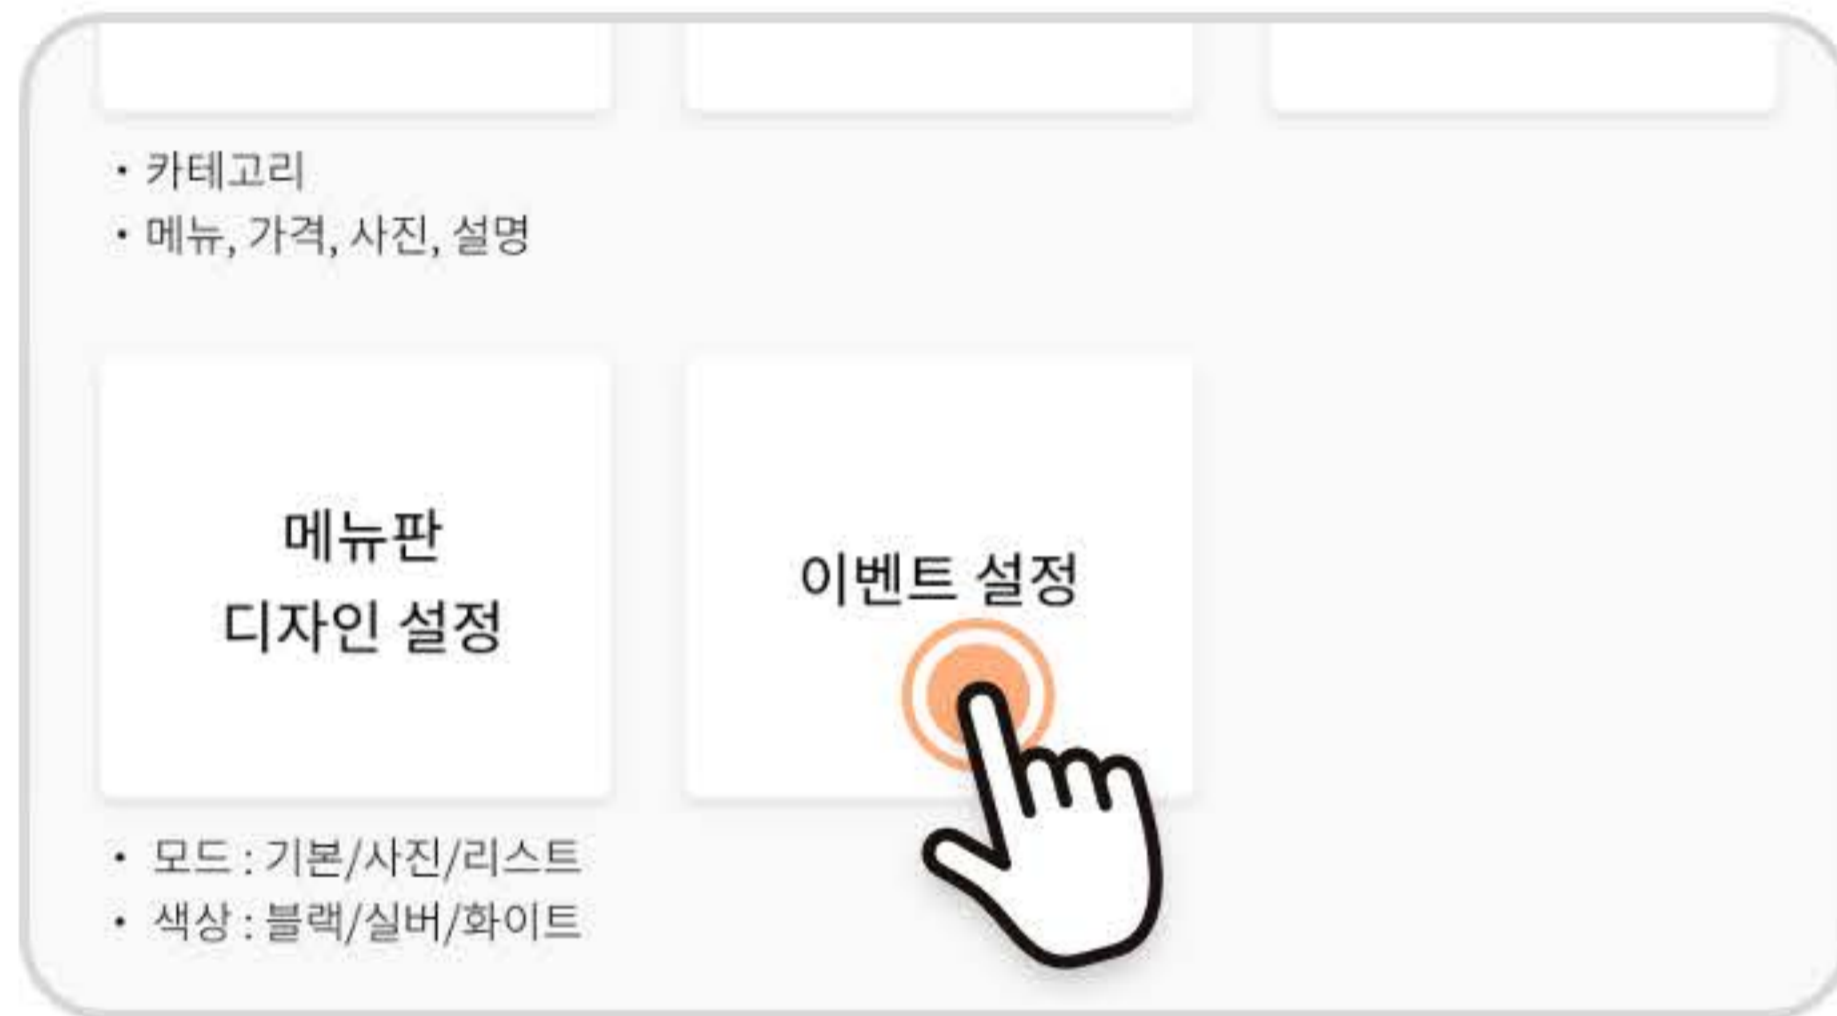 ・카테고리
・메뉴, 가격, 사진, 설명
메뉴판
디자인 설정
이벤트 설정
・ 모드 : 기본/사진/리스트
・ 색상 : 블랙/실버/화이트